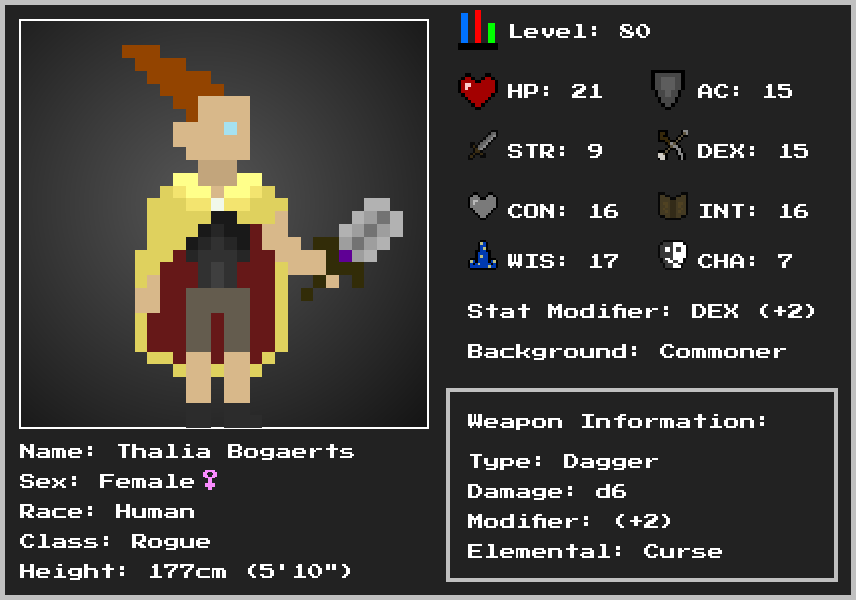 Level: 80
HP: 21 AC: 15
STR: 9 DEX: 15
CON: 16 INT: 16
WIS: 17 CHA: 7
Stat Modifier: DEX (+2)
Background: Commoner
Weapon Information:
Type: Dagger
Damage: d6
Modifier: (+2)
Elemental: Curse
Name: Thalia Bogaerts
Sex: Female♀
Race: Human
Class: Rogue
Height: 177cm (5'10")